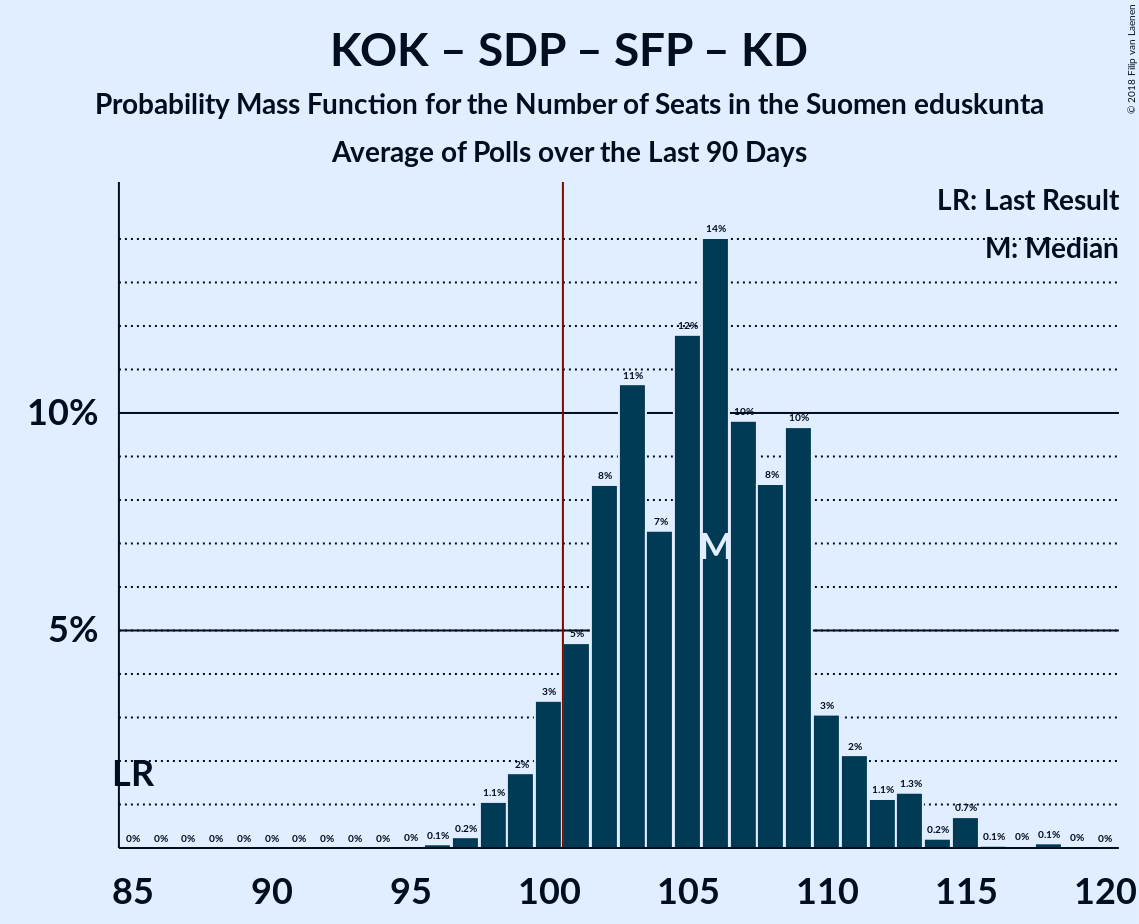 KOK – SDP – SFP – KD
Probability Mass Function for the Number of Seats in the Suomen eduskunta
Average of Polls over the Last 90 Days
© 2018 Filip van Laenen
LR: Last Result
M: Median
10%
5%
LR
M
0% 0% 0% 0% 0% 0% 0% 0% 0% 0% 0% 0.1% 0.2% 1.1% 2% 3% 5% 8% 11% 7% 12% 14% 10% 8% 10% 3% 2% 1.1% 1.3% 0.2% 0.7% 0.1% 0% 0.1% 0% 0%
85 90 95 100 105 110 115 120